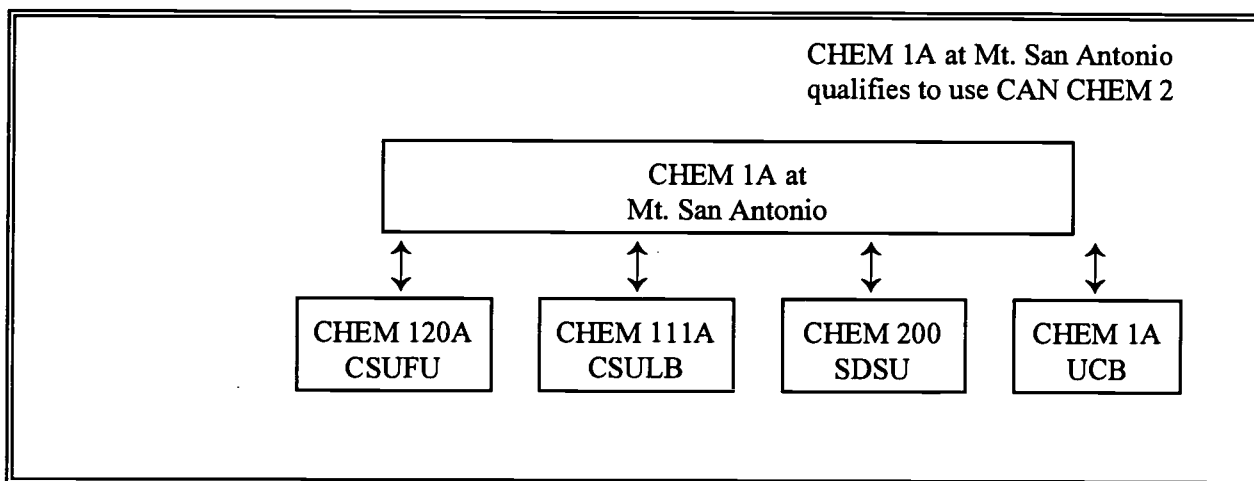 CHEM 1A at Mt. San Antonio
qualifies to use CAN CHEM 2
CHEM 1A at
Mt. San Antonio
CHEM 120A
CSUFU
CHEM 111A
CSULB
CHEM 200
SDSU
CHEM 1A
UCB